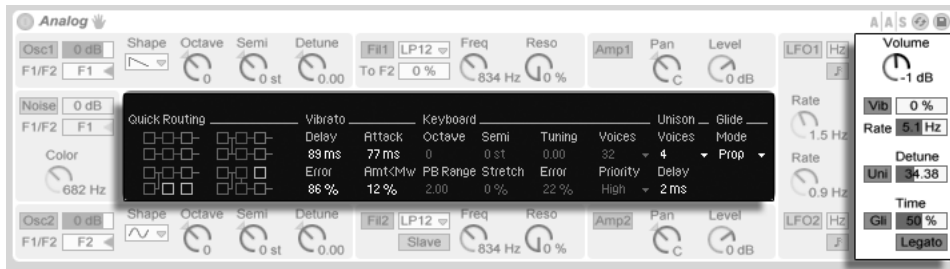 Analog
A A S
Osc1 0 dB Shape Octave Semi Detune Fil1 LP12 Freq Reso Amp1 Pan Level LFO1 Hz Volume
F1/F2 F1 0 0 st 0.00 To F2 0 % 834 Hz 0 % C 0 dB -1 dB
Noise 0 dB Quick Routing Vibrato Keyboard Unison Glide Rate Vib 0 %
F1/F2 F1 Delay Attack Octave Semi Tuning Voices Voices Mode 1.5 Hz Rate 5.1 Hz
89 ms 77 ms 0 0 st 0.00 32 4 Prop
Color Error Amt<Mw PB Range Stretch Error Priority Delay Rate Detune
682 Hz 86 % 12 % 2.00 0 % 22 % High 2 ms 0.9 Hz Uni 34.38
Osc2 0 dB Shape Octave Semi Detune Fil2 LP12 Freq Reso Amp2 Pan Level LFO2 Hz Time
Gli 50 %
F1/F2 F2 0 0 st 0.00 Slave 834 Hz 0 % C 0 dB Legato